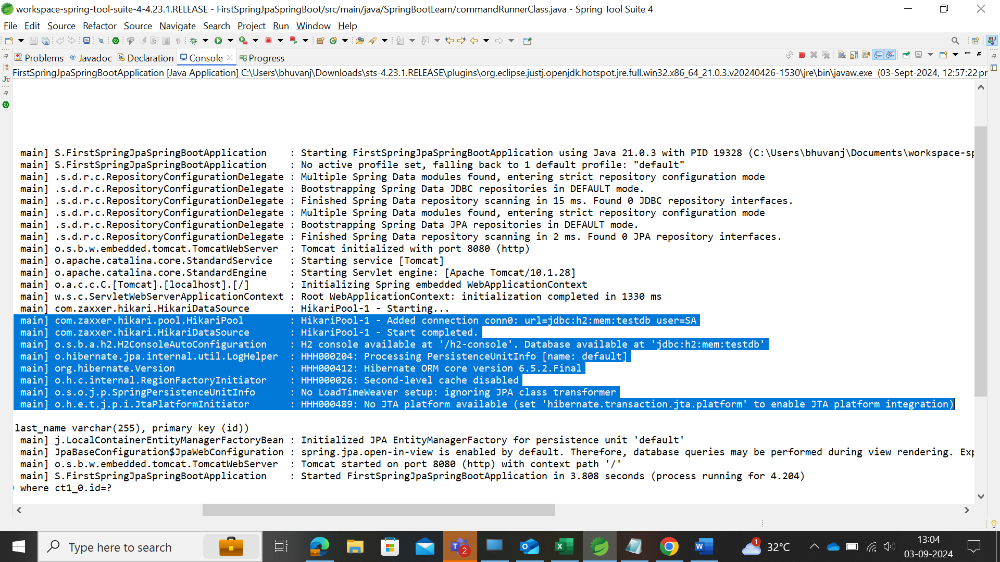 workspace-spring-tool-suite-4-4.23.1.RELEASE - FirstSpringJpaSpringBoot/src/main/java/SpringBootLearn/commandRunnerClass.java - Spring Tool Suite 4
File Edit Source Refactor Source Navigate Search Project Run Window Help
Problems @ Javadoc Declaration Console Progress
FirstSpringJpaSpringBootApplication [Java Application] C:\Users\bhuvanj\Downloads\sts-4.23.1.RELEASE\plugins\org.eclipse.justj.openjdk.hotspot.jre.full.win32.x86_64_21.0.3.v20240426-1530\jre\bin\javaw.exe (03-Sept-2024, 12:57:22 pr
main] S.FirstSpringJpaSpringBootApplication : Starting FirstSpringJpaSpringBootApplication using Java 21.0.3 with PID 19328 (C:\Users\bhuvanj\Documents\workspace-sp
main] S.FirstSpringJpaSpringBootApplication : No active profile set, falling back to 1 default profile: "default"
main] .s.d.r.c.RepositoryConfigurationDelegate : Multiple Spring Data modules found, entering strict repository configuration mode
main] .s.d.r.c.RepositoryConfigurationDelegate : Bootstrapping Spring Data JDBC repositories in DEFAULT mode.
main] .s.d.r.c.RepositoryConfigurationDelegate : Finished Spring Data repository scanning in 15 ms. Found 0 JDBC repository interfaces.
main] .s.d.r.c.RepositoryConfigurationDelegate : Multiple Spring Data modules found, entering strict repository configuration mode
main] .s.d.r.c.RepositoryConfigurationDelegate : Bootstrapping Spring Data JPA repositories in DEFAULT mode.
main] .s.d.r.c.RepositoryConfigurationDelegate : Finished Spring Data repository scanning in 2 ms. Found 0 JPA repository interfaces.
main] o.s.b.w.embedded.tomcat.TomcatWebServer : Tomcat initialized with port 8080 (http)
main] o.apache.catalina.core.StandardService : Starting service [Tomcat]
main] o.apache.catalina.core.StandardEngine : Starting Servlet engine: [Apache Tomcat/10.1.28]
main] o.a.c.c.C.[Tomcat].[localhost].[/] : Initializing Spring embedded WebApplicationContext
main] w.s.c.ServletWebServerApplicationContext : Root WebApplicationContext: initialization completed in 1330 ms
main] com.zaxxer.hikari.HikariDataSource : HikariPool-1 - Starting...
main] com.zaxxer.hikari.pool.HikariPool : HikariPool-1 - Added connection conn0: url=jdbc:h2:mem:testdb user=SA
main] com.zaxxer.hikari.HikariDataSource : HikariPool-1 - Start completed.
main] o.s.b.a.h2.H2ConsoleAutoConfiguration : H2 console available at '/h2-console'. Database available at 'jdbc:h2:mem:testdb'
main] o.hibernate.jpa.internal.util.LogHelper : HHH000204: Processing PersistenceUnitInfo [name: default]
main] org.hibernate.Version : HHH000412: Hibernate ORM core version 6.5.2.Final
main] o.h.c.internal.RegionFactoryInitiator : HHH000026: Second-level cache disabled
main] o.s.o.j.p.SpringPersistenceUnitInfo : No LoadTimeWeaver setup: ignoring JPA class transformer
main] o.h.e.t.j.p.i.JtaPlatformInitiator : HHH000489: No JTA platform available (set 'hibernate.transaction.jta.platform' to enable JTA platform integration)
last_name varchar(255), primary key (id))
main] j.LocalContainerEntityManagerFactoryBean : Initialized JPA EntityManagerFactory for persistence unit 'default'
main] JpaBaseConfiguration$JpaWebConfiguration : spring.jpa.open-in-view is enabled by default. Therefore, database queries may be performed during view rendering. Exp
main] o.s.b.w.embedded.tomcat.TomcatWebServer : Tomcat started on port 8080 (http) with context path '/'
main] S.FirstSpringJpaSpringBootApplication : Started FirstSpringJpaSpringBootApplication in 3.808 seconds (process running for 4.204)
where ct1_0.id=?
Type here to search
2
1
32°C
13:04
03-09-2024